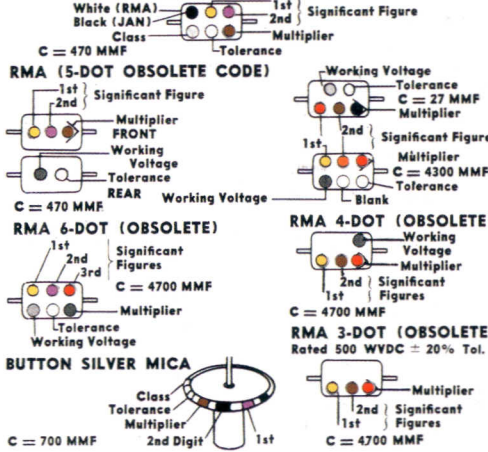 White (RMA)
Black (JAN)
1st
2nd
Significant Figure
Class
Multiplier
Tolerance
C = 470 MMF
RMA (5-DOT OBSOLETE CODE)
1st
2nd
Significant Figure
Multiplier
FRONT
Working
Voltage
Tolerance
REAR
C = 470 MMF
Working Voltage
Tolerance
C = 27 MMF
Multiplier
1st
2nd
Significant Figure
Multiplier
C = 4300 MMF
Tolerance
Working Voltage
Blank
RMA 6-DOT (OBSOLETE)
1st
2nd
3rd
Significant
Figures
C = 4700 MMF
Multiplier
Tolerance
Working Voltage
RMA 4-DOT (OBSOLETE
Working
Voltage
Multiplier
1st
2nd
Significant
Figures
C = 4700 MMF
BUTTON SILVER MICA
Class
Tolerance
Multiplier
2nd Digit
1st
C = 700 MMF
RMA 3-DOT (OBSOLETE
Rated 500 WVDC ± 20% Tol.
Multiplier
1st
2nd
Significant
Figures
C = 4700 MMF